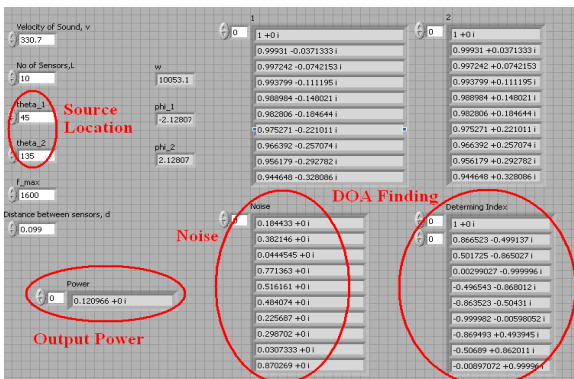 Velocity of Sound, v
330.7
No of Sensors,L
10
theta_1
45
Source
Location
theta_2
135
f_max
1600
Distance between sensors, d
0.099
w
10053.1
phi_1
-2.12807
phi_2
2.12807
Power
0
0.120966 +0 i
Output Power
1
0
1 +0 i
0.99931 -0.0371333 i
0.997242 -0.0742153 i
0.993799 -0.111195 i
0.988984 -0.148021 i
0.982806 -0.184644 i
0.975271 -0.221011 i
0.966392 -0.257074 i
0.956179 -0.292782 i
0.944648 -0.328086 i
2
0
1 +0 i
0.99931 +0.0371333 i
0.997242 +0.0742153 i
0.993799 +0.111195 i
0.988984 +0.148021 i
0.982806 +0.184644 i
0.975271 +0.221011 i
0.966392 +0.257074 i
0.956179 +0.292782 i
0.944648 +0.328086 i
DOA Finding
Noise
Noise
0
0.184433 +0 i
0.382146 +0 i
0.0444545 +0 i
0.771363 +0 i
0.516161 +0 i
0.484074 +0 i
0.225687 +0 i
0.298702 +0 i
0.0307333 +0 i
0.870269 +0 i
Determing Index
0
0
1 +0 i
0.866523 -0.499137 i
0.501725 -0.865027 i
0.00299027 -0.999996 i
-0.496543 -0.868012 i
-0.863523 -0.50431 i
-0.999982 -0.00598052 i
-0.869493 +0.493945 i
-0.50689 +0.862011 i
-0.00897072 +0.99996 i